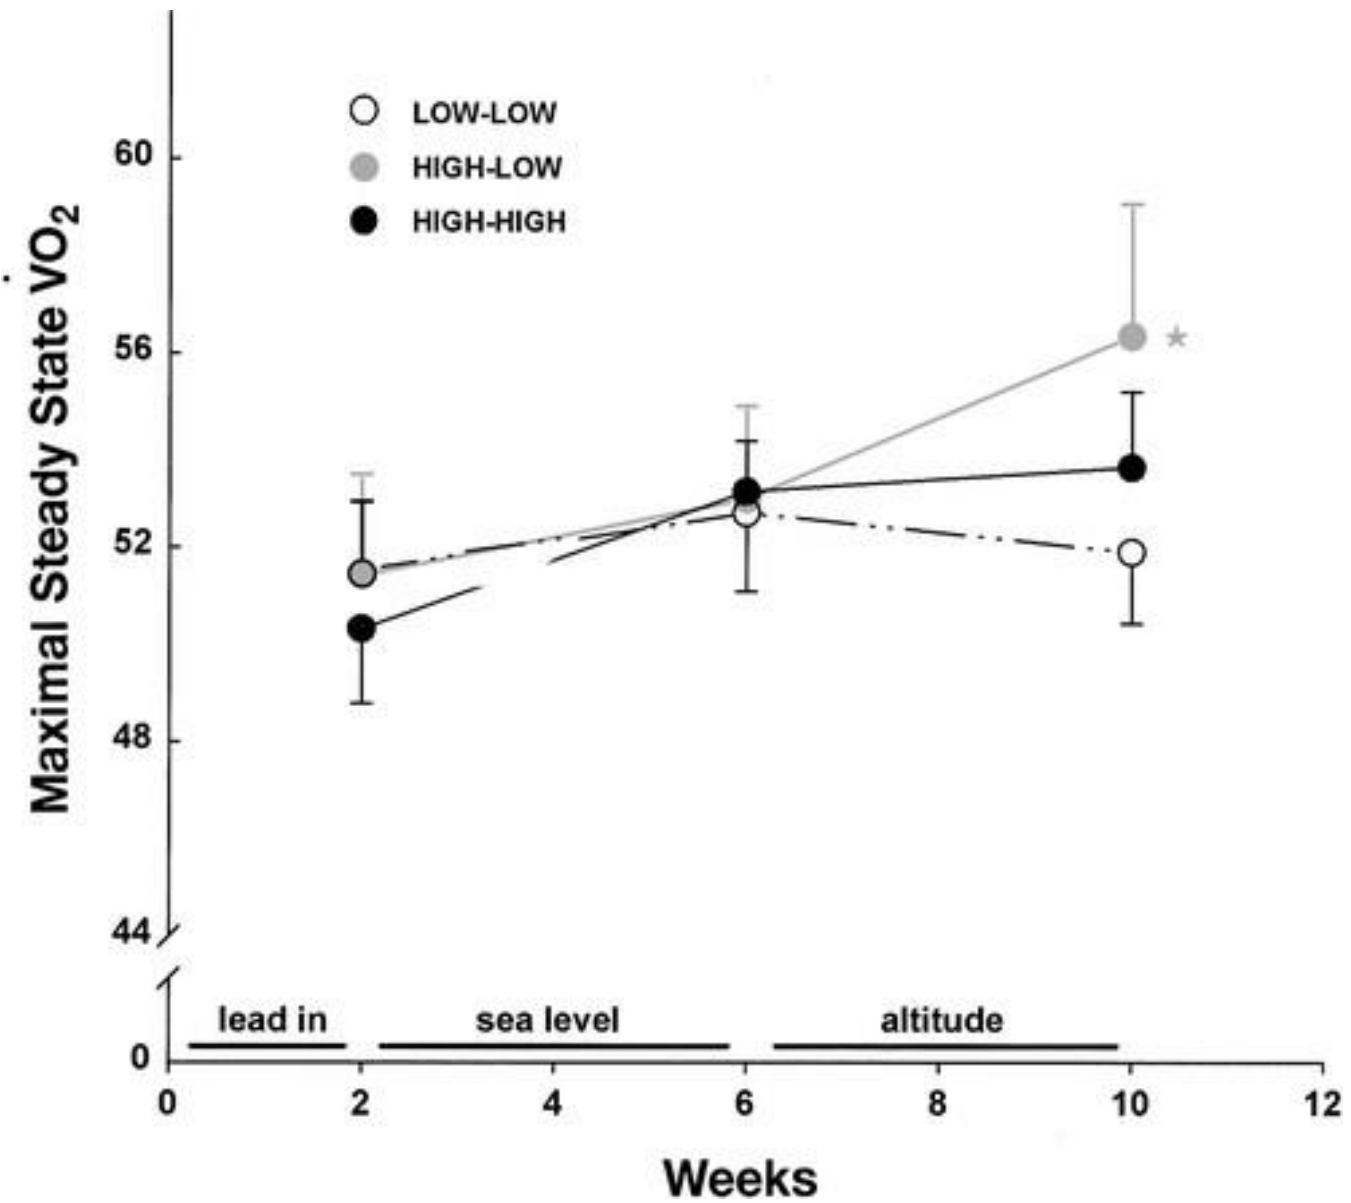 LOW-LOW
HIGH-LOW
HIGH-HIGH
60
56
52
48
44
0
Maximal Steady State VO₂
lead in
sea level
altitude
0 2 4 6 8 10 12
Weeks